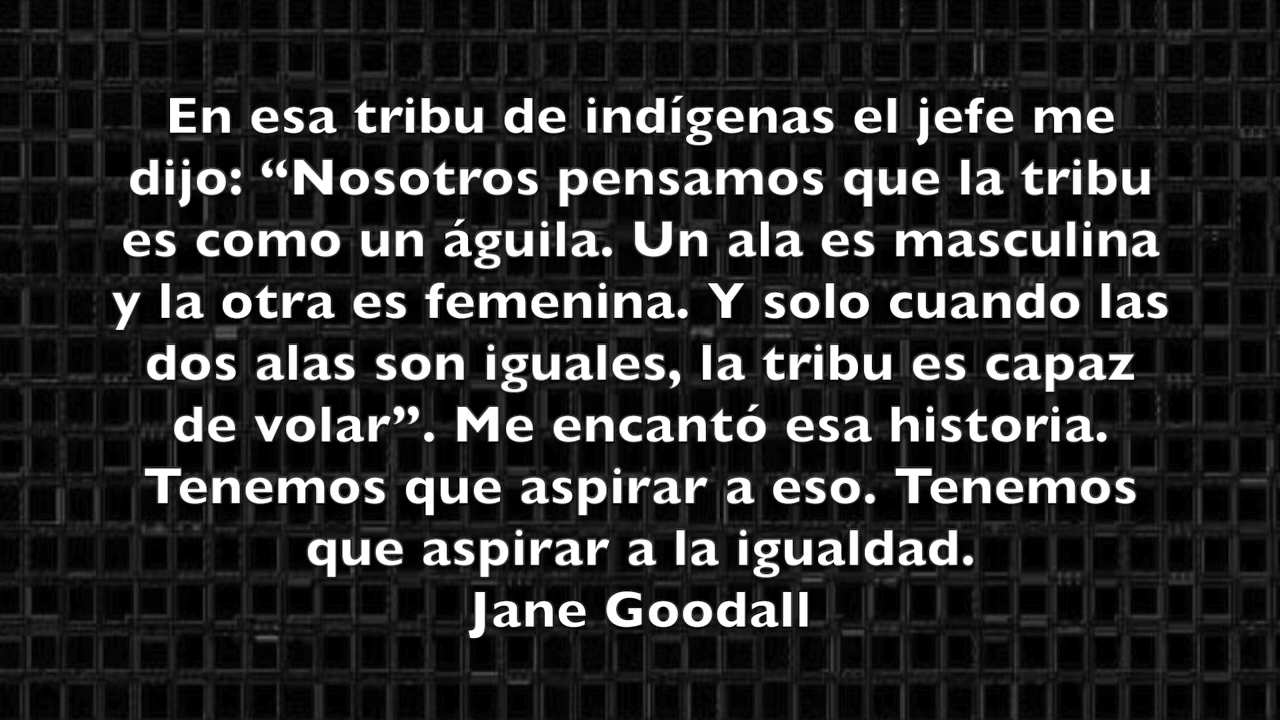 En esa tribu de indígenas el jefe me
dijo: “Nosotros pensamos que la tribu
es como un águila. Un ala es masculina
y la otra es femenina. Y solo cuando las
dos alas son iguales, la tribu es capaz
de volar”. Me encantó esa historia.
Tenemos que aspirar a eso. Tenemos
que aspirar a la igualdad.
Jane Goodall